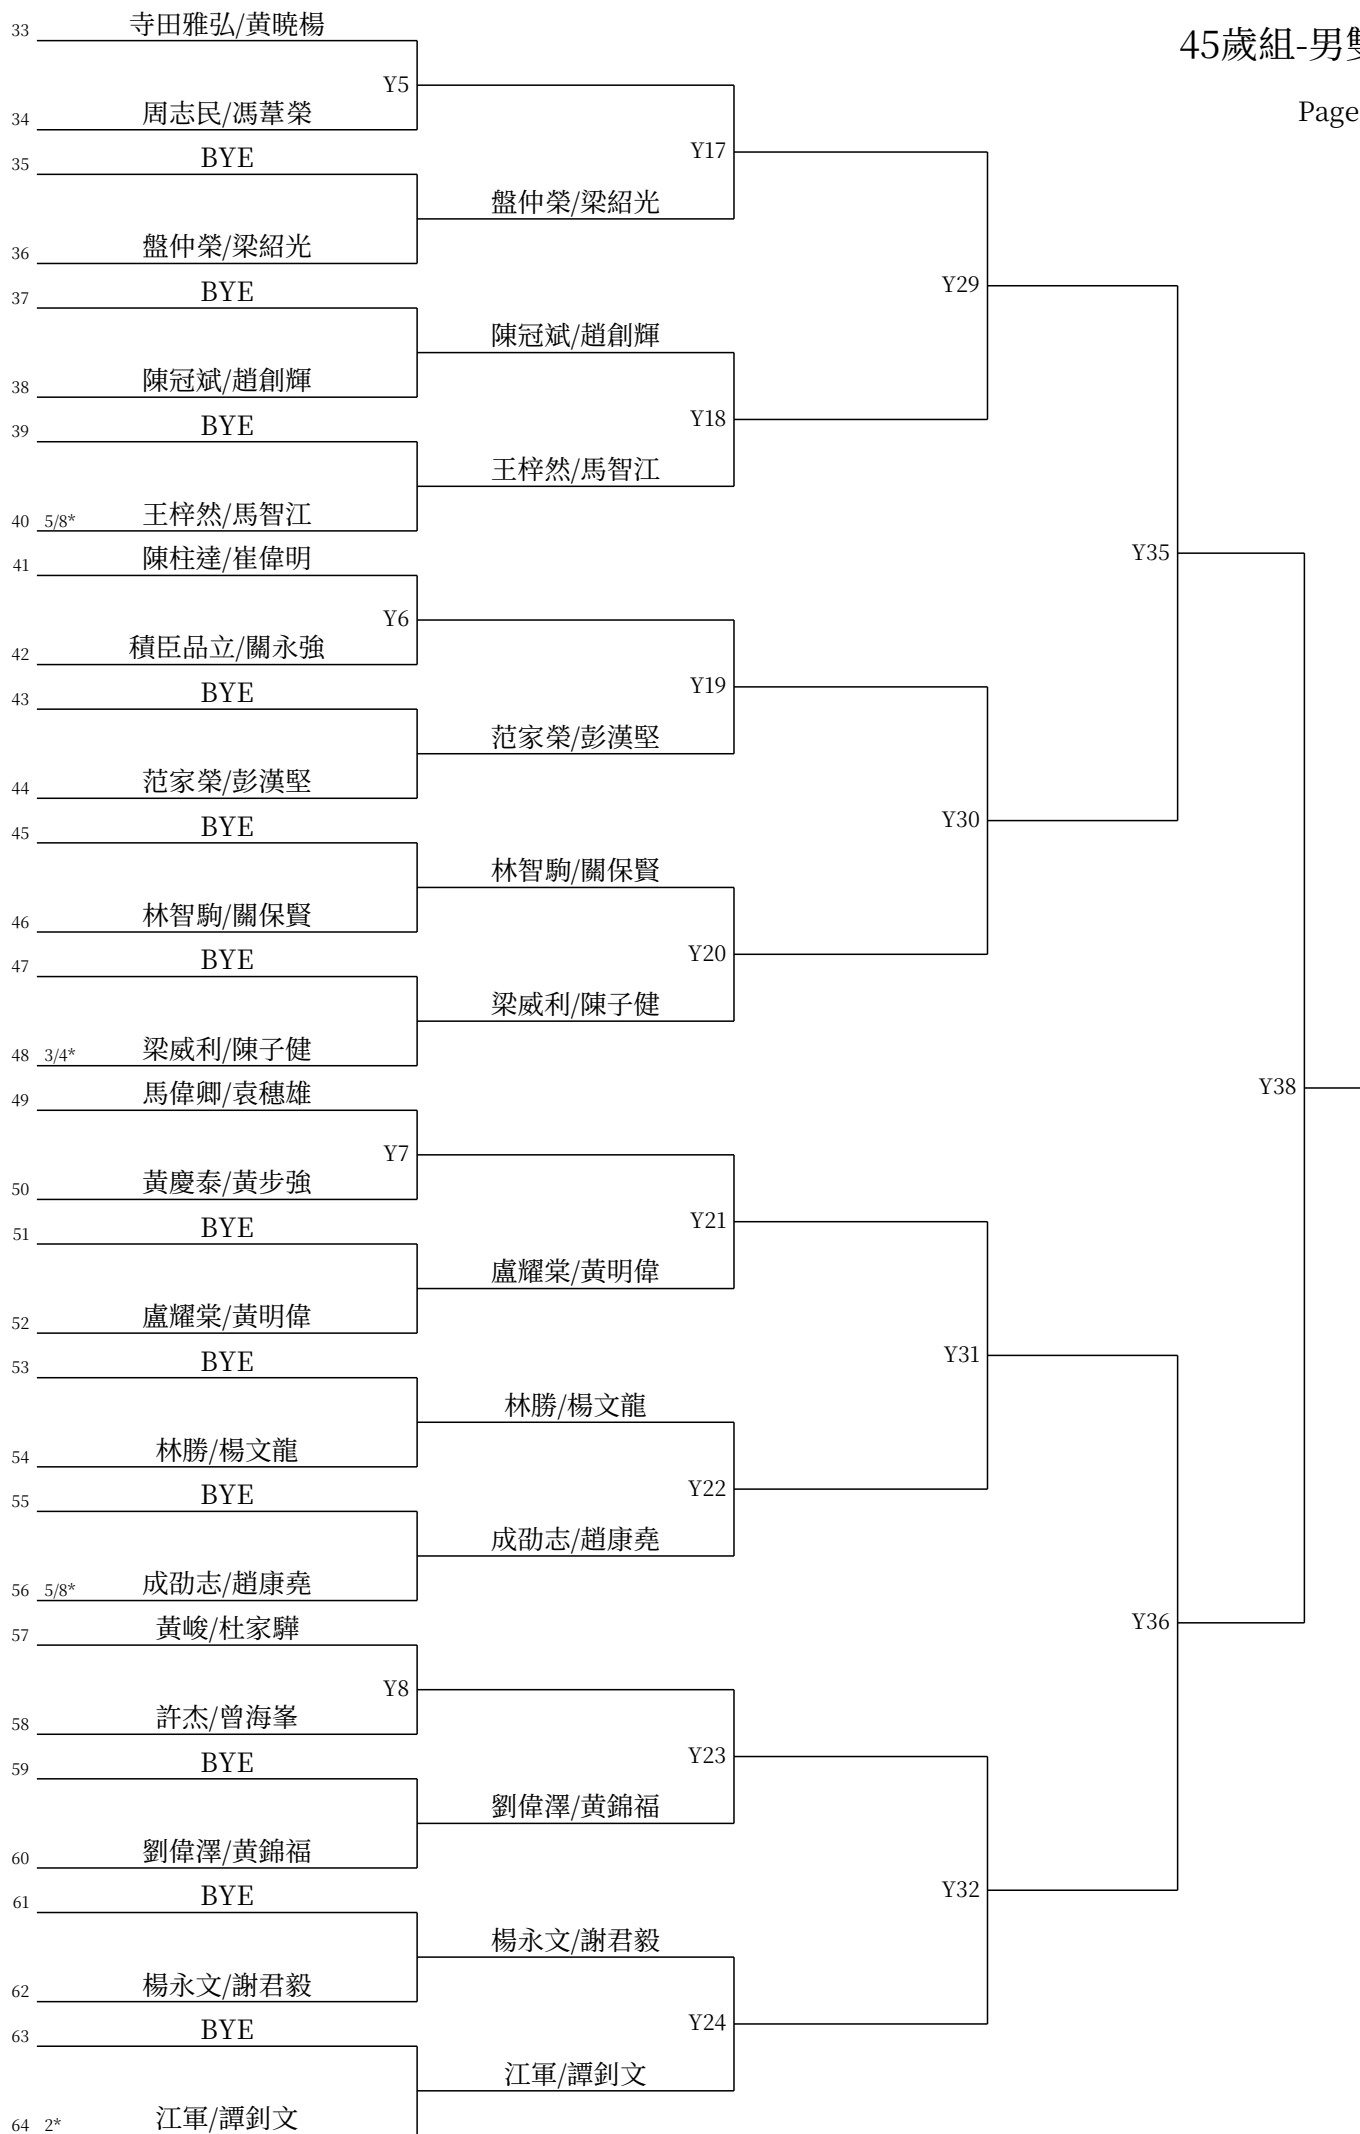 33 寺田雅弘/黄曉楊
45歲組-男雙
Y5
Page
34 周志民/馮葦榮
35 BYE
Y17
盤仲榮/梁紹光
36 盤仲榮/梁紹光
37 BYE
Y29
陳冠斌/趙創輝
38 陳冠斌/趙創輝
Y18
39 BYE
王梓然/馬智江
40 5/8* 王梓然/馬智江
41 陳柱達/崔偉明
Y35
Y6
42 積臣品立/關永強
43 BYE
Y19
范家榮/彭漢堅
44 范家榮/彭漢堅
45 BYE
Y30
林智駒/關保賢
46 林智駒/關保賢
Y20
47 BYE
梁威利/陳子健
48 3/4* 梁威利/陳子健
Y38
49 馬偉卿/袁穗雄
Y7
50 黃慶泰/黃步強
51 BYE
Y21
盧耀棠/黃明偉
52 盧耀棠/黃明偉
53 BYE
Y31
林勝/楊文龍
54 林勝/楊文龍
Y22
55 BYE
成劭志/趙康堯
56 5/8* 成劭志/趙康堯
57 黃峻/杜家驊
Y36
Y8
58 許杰/曾海峯
59 BYE
Y23
劉偉澤/黄錦福
60 劉偉澤/黄錦福
61 BYE
Y32
楊永文/謝君毅
62 楊永文/謝君毅
Y24
63 BYE
江軍/譚釗文
64 2* 江軍/譚釗文